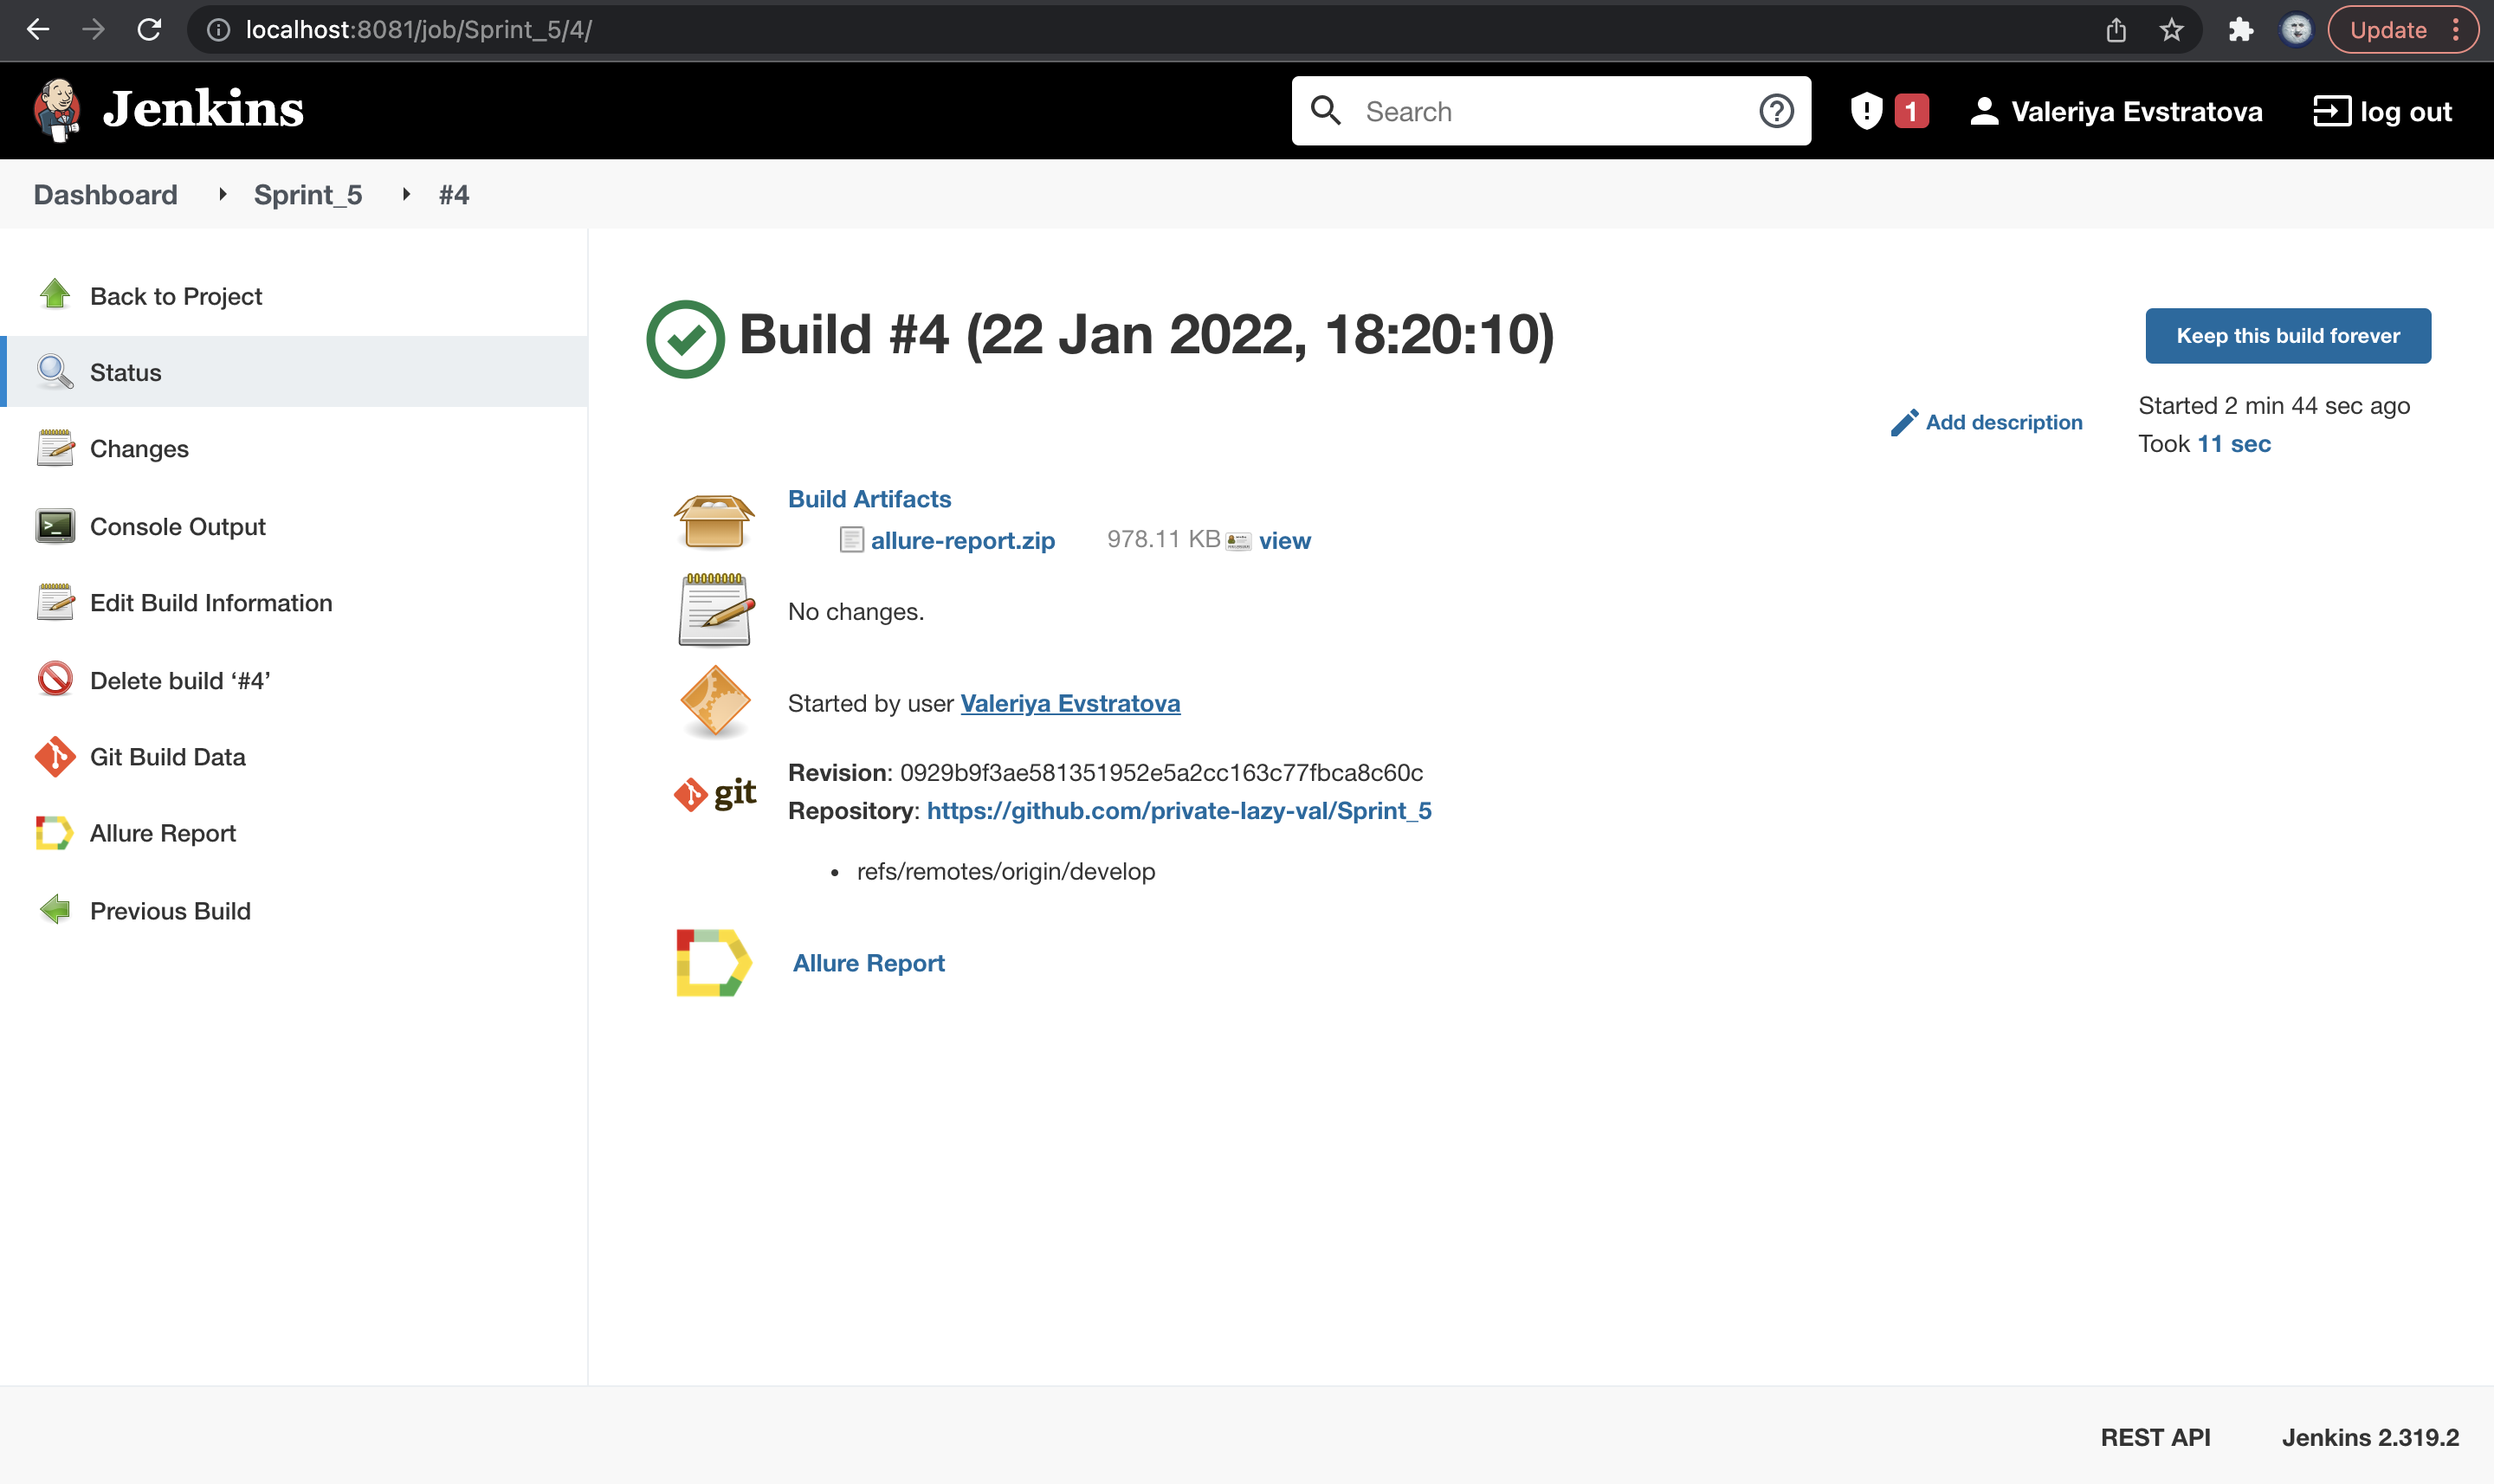 localhost:8081/job/Sprint_5/4/
Update
Jenkins
Search
1
Valeriya Evstratova
log out
Dashboard
Sprint_5
#4
Back to Project
Status
Changes
Console Output
Edit Build Information
Delete build ‘#4’
Git Build Data
Allure Report
Previous Build
Build #4 (22 Jan 2022, 18:20:10)
Keep this build forever
Add description
Started 2 min 44 sec ago
Took 11 sec
Build Artifacts
allure-report.zip 978.11 KB view
No changes.
Started by user Valeriya Evstratova
git
Revision: 0929b9f3ae581351952e5a2cc163c77fbca8c60c
Repository: https://github.com/private-lazy-val/Sprint_5
• refs/remotes/origin/develop
Allure Report
REST API
Jenkins 2.319.2